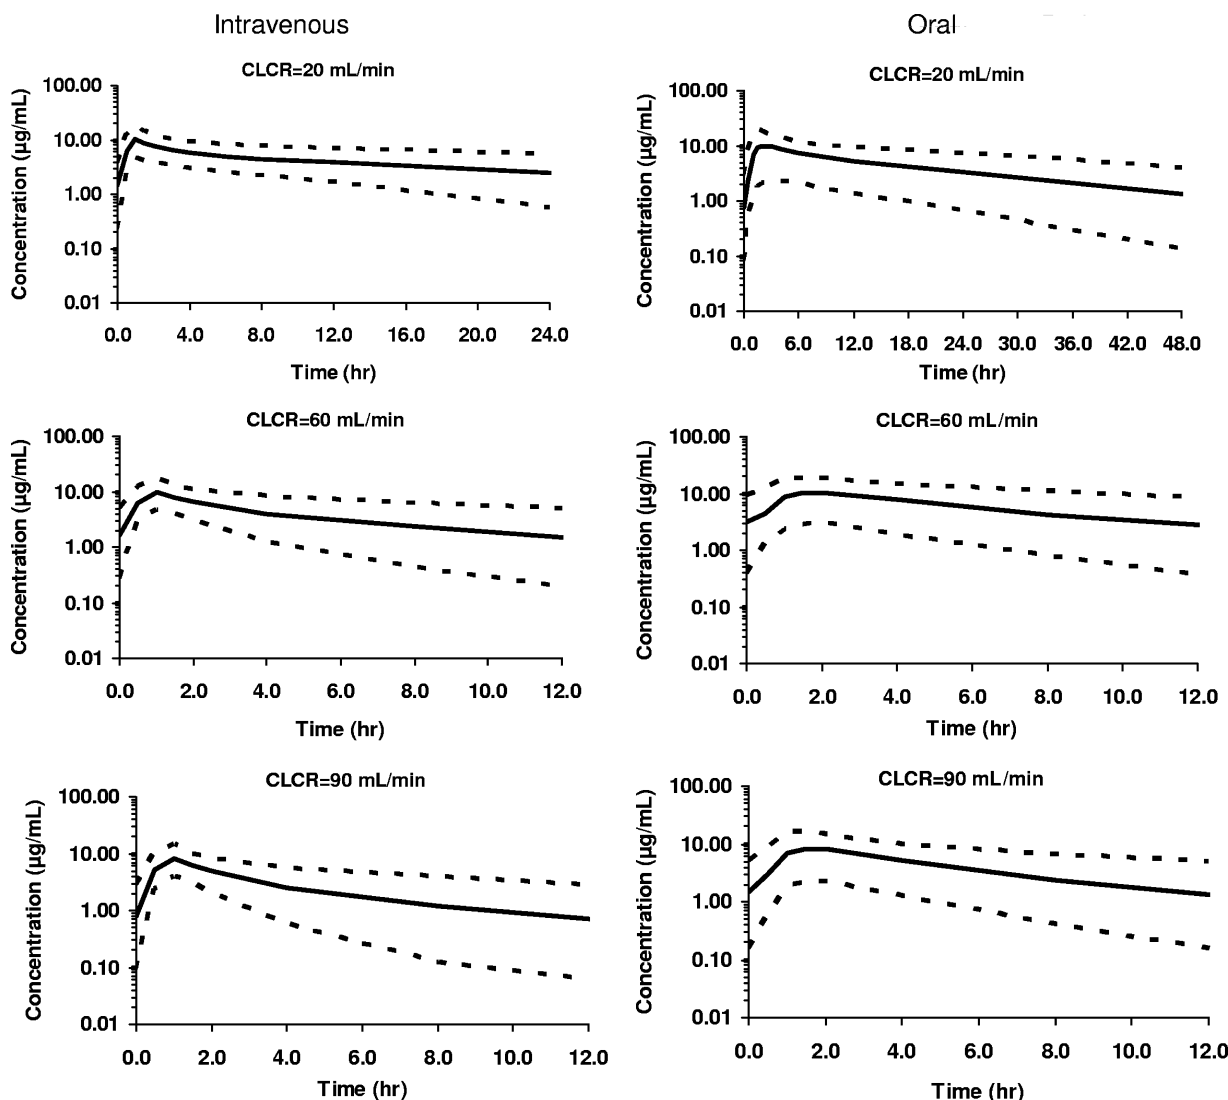 Intravenous
Oral
CLCR=20 mL/min
100.00
10.00
1.00
0.10
0.01
Concentration (µg/mL)
0.0 4.0 8.0 12.0 16.0 20.0 24.0
Time (hr)
CLCR=20 mL/min
100.00
10.00
1.00
0.10
0.01
Concentration (µg/mL)
0.0 6.0 12.0 18.0 24.0 30.0 36.0 42.0 48.0
Time (hr)
CLCR=60 mL/min
100.00
10.00
1.00
0.10
0.01
Concentration (µg/mL)
0.0 2.0 4.0 6.0 8.0 10.0 12.0
Time (hr)
CLCR=60 mL/min
100.00
10.00
1.00
0.10
0.01
Concentration (µg/mL)
0.0 2.0 4.0 6.0 8.0 10.0 12.0
Time (hr)
CLCR=90 mL/min
100.00
10.00
1.00
0.10
0.01
Concentration (µg/mL)
0.0 2.0 4.0 6.0 8.0 10.0 12.0
Time (hr)
CLCR=90 mL/min
100.00
10.00
1.00
0.10
0.01
Concentration (µg/mL)
0.0 2.0 4.0 6.0 8.0 10.0 12.0
Time (hr)